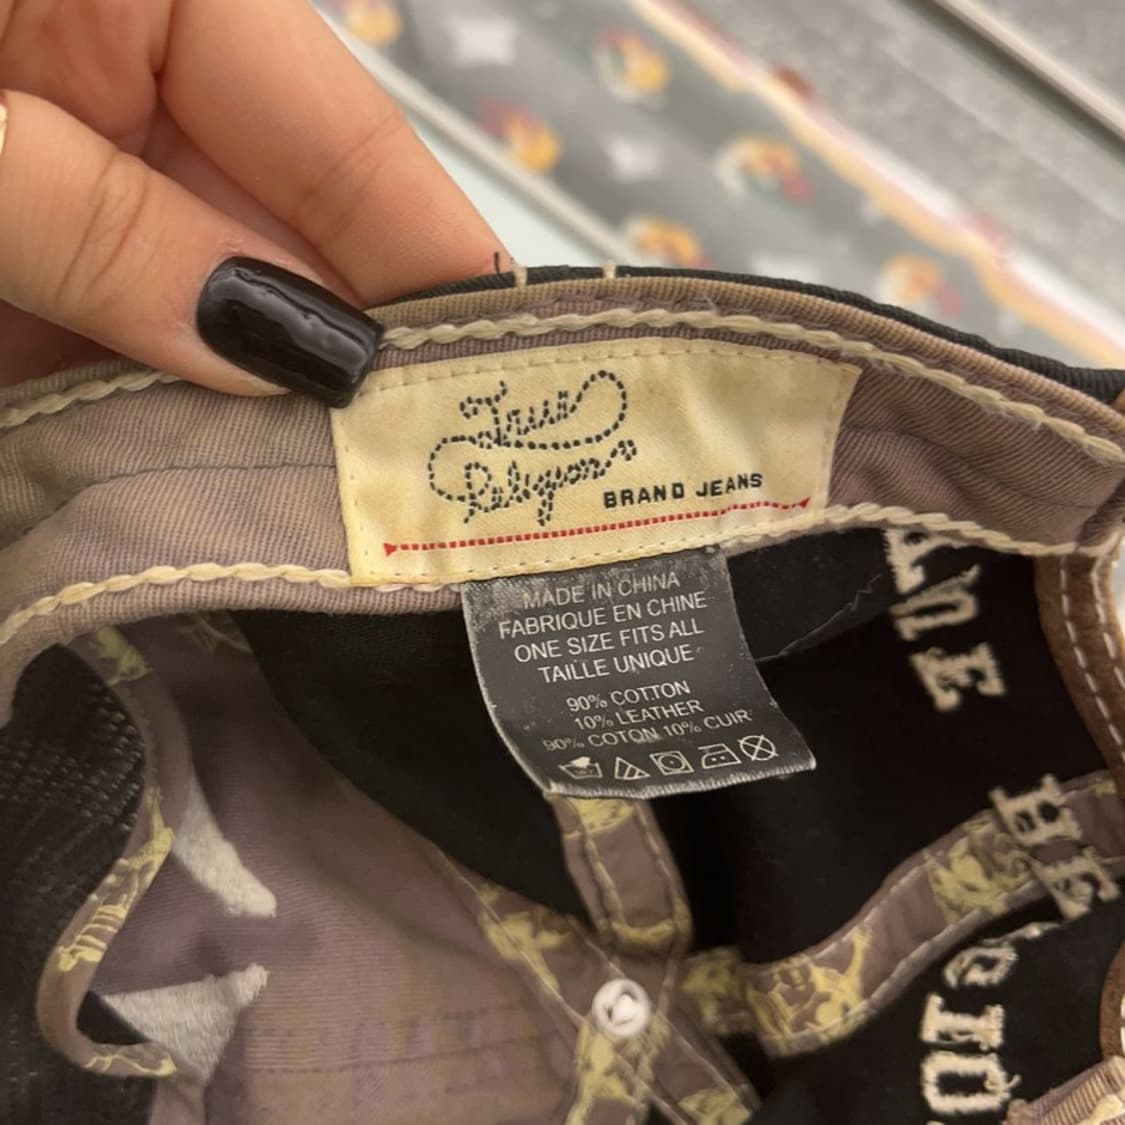 True
Religion
BRAND JEANS
MADE IN CHINA
FABRIQUE EN CHINE
ONE SIZE FITS ALL
TAILLE UNIQUE
90% COTTON
10% LEATHER
90% COTON 10% CUIR